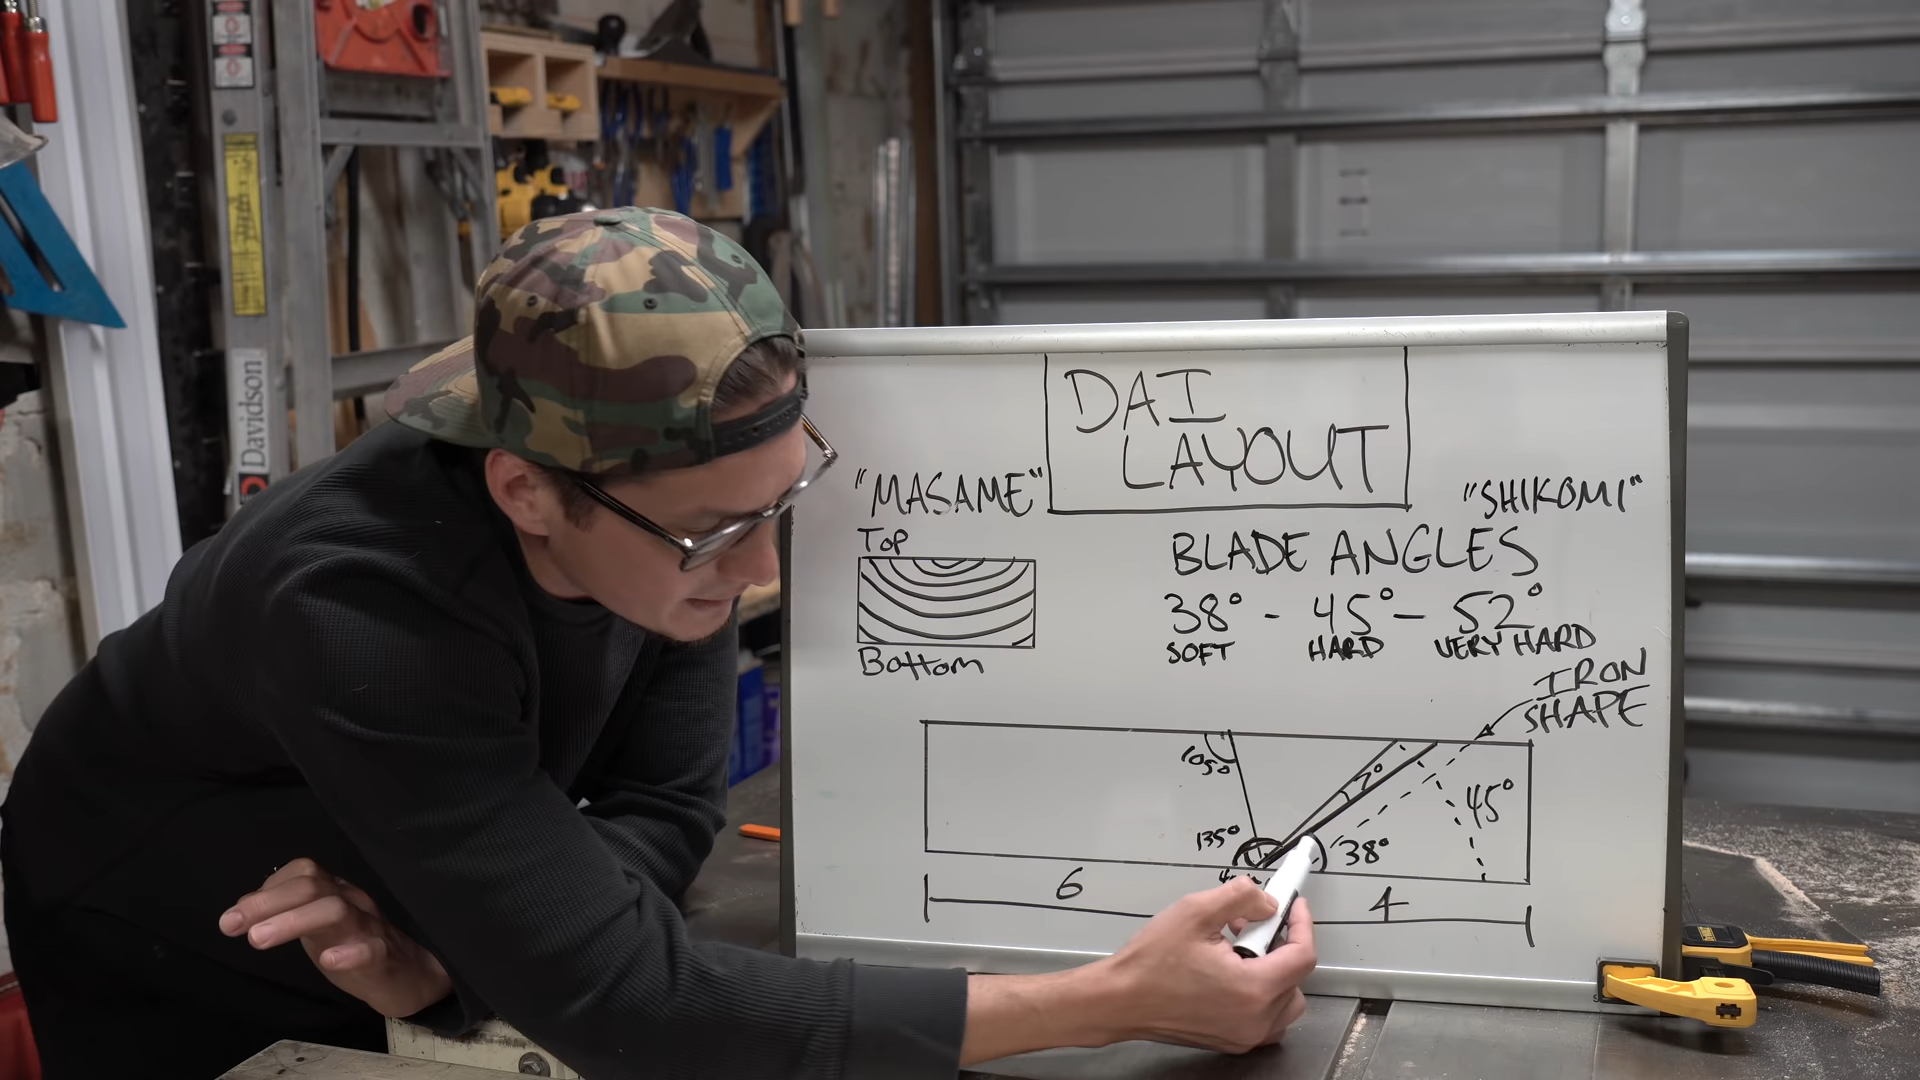 Davidson
DAI
LAYOUT
"MASAME"
Top
Bottom
"SHIKOMI"
BLADE ANGLES
38° - 45° - 52°
SOFT HARD VERY HARD
IRON
SHAPE
105°
7°
45°
135°
38°
6
4